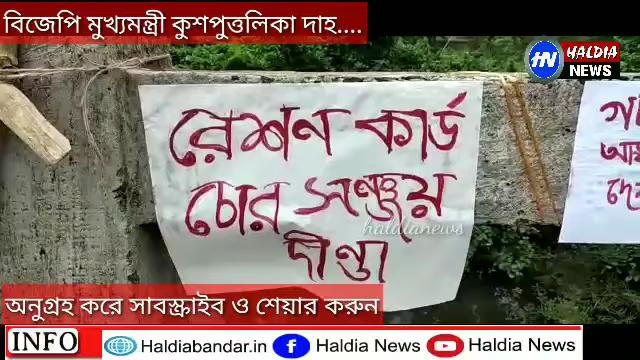 বিজেপি মুখ্যমন্ত্রী কুশপুত্তলিকা দাহ....
HN HALDIA NEWS
রেশন কার্ড
চোর সঞ্জয়
দীণ্ডা
haldianews
দে
অনুগ্রহ করে সাবস্ক্রাইব ও শেয়ার করুন
INFO Haldiabandar.in Haldia News Haldia News